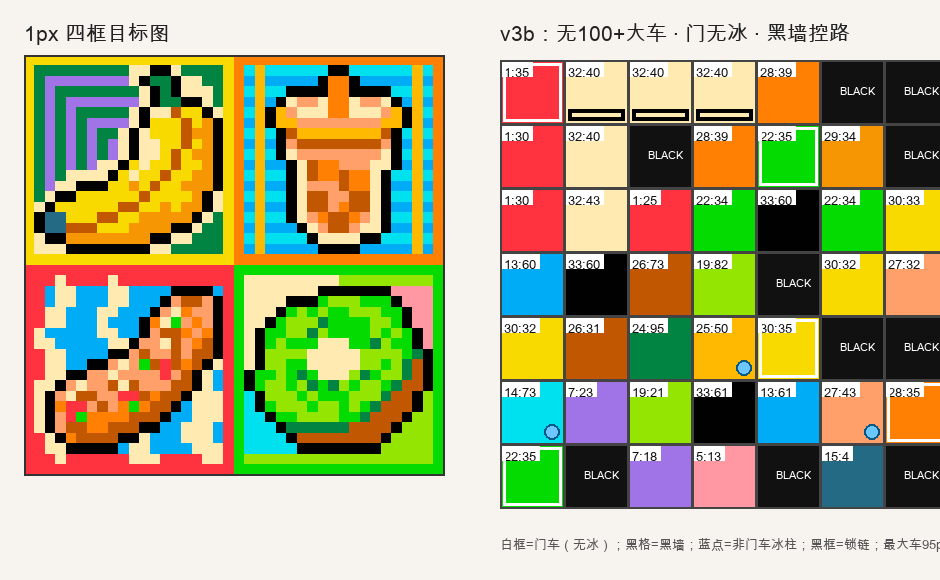 1px 四框目标图
v3b：无100+大车 · 门无冰 · 黑墙控路
1:35 32:40 32:40 32:40 28:39 BLACK BLACK
1:30 32:40 BLACK 28:39 22:35 29:34 BLACK
1:30 32:43 1:25 22:34 33:60 22:34 30:33
13:60 33:60 26:73 19:82 BLACK 30:32 27:32
30:32 26:31 24:95 25:50 30:35 BLACK BLACK
14:73 7:23 19:21 33:61 13:61 27:43 28:35
22:35 BLACK 7:18 5:13 BLACK 15:4 BLACK
白框=门车（无冰）；黑格=黑墙；蓝点=非门车冰柱；黑框=锁链；最大车95p